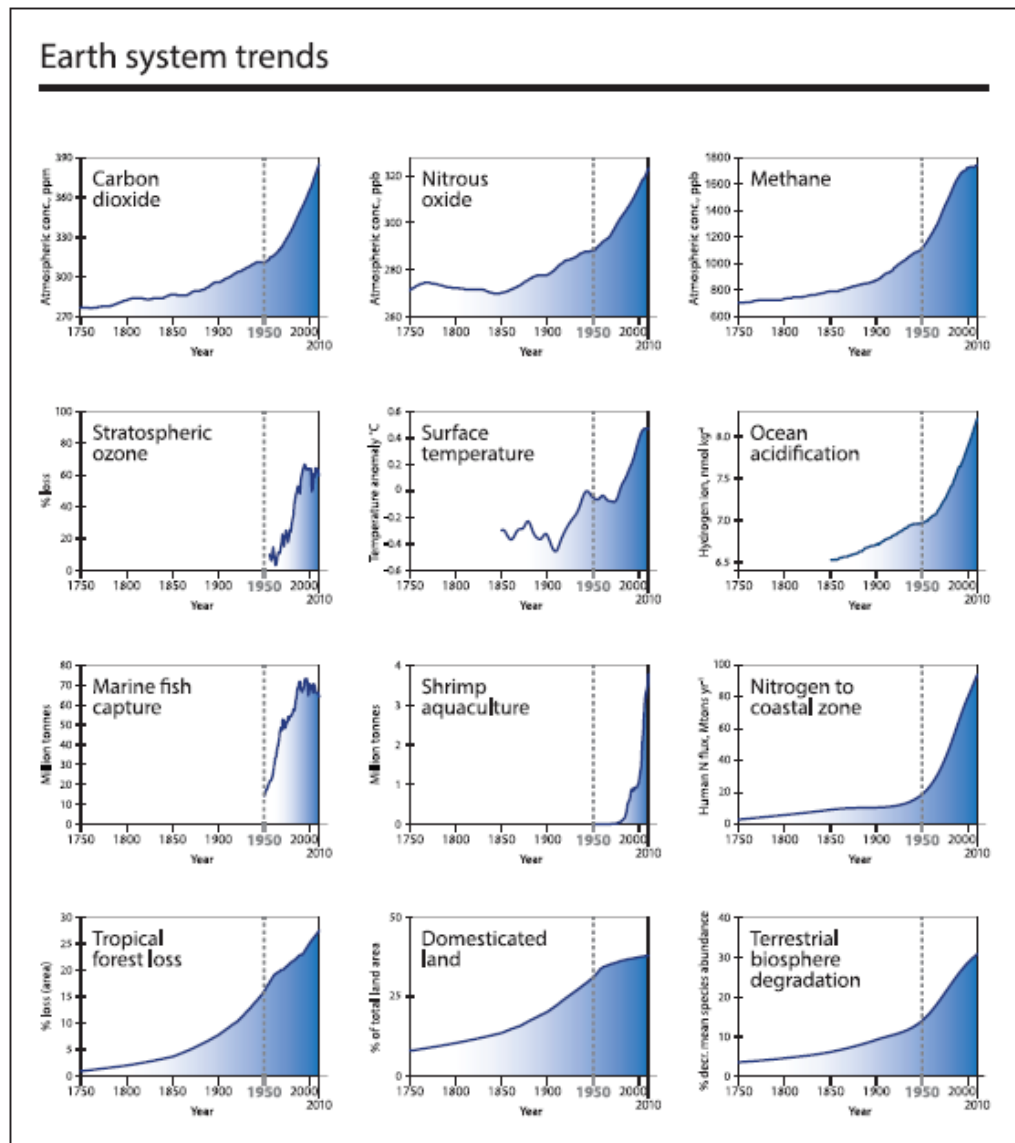 Earth system trends
Carbon
dioxide
Atmospheric conc., ppm
390
360
330
300
270
1750 1800 1850 1900 1950 2000
2010
Year
Nitrous
oxide
Atmospheric conc., ppb
320
300
280
260
1750 1800 1850 1900 1950 2000
2010
Year
Methane
Atmospheric conc., ppb
1800
1600
1400
1200
1000
800
600
1750 1800 1850 1900 1950 2000
2010
Year
Stratospheric
ozone
% loss
100
80
60
40
20
0
1750 1800 1850 1900 1950 2000
2010
Year
Surface
temperature
Temperature anomaly °C
0.6
0.4
0.2
0
-0.2
-0.4
-0.6
1750 1800 1850 1900 1950 2000
2010
Year
Ocean
acidification
Hydrogen ion, nmol kg⁻¹
8.0
7.5
7.0
6.5
1750 1800 1850 1900 1950 2000
2010
Year
Marine fish
capture
Million tonnes
80
70
60
50
40
30
20
10
0
1750 1800 1850 1900 1950 2000
2010
Year
Shrimp
aquaculture
Million tonnes
4
3
2
1
0
1750 1800 1850 1900 1950 2000
2010
Year
Nitrogen to
coastal zone
Human N flux, Mtons yr⁻¹
100
80
60
40
20
0
1750 1800 1850 1900 1950 2000
2010
Year
Tropical
forest loss
% loss (area)
30
25
20
15
10
5
0
1750 1800 1850 1900 1950 2000
2010
Year
Domesticated
land
% of total land area
50
25
0
1750 1800 1850 1900 1950 2000
2010
Year
Terrestrial
biosphere
degradation
% decr. mean species abundance
40
30
20
10
0
1750 1800 1850 1900 1950 2000
2010
Year